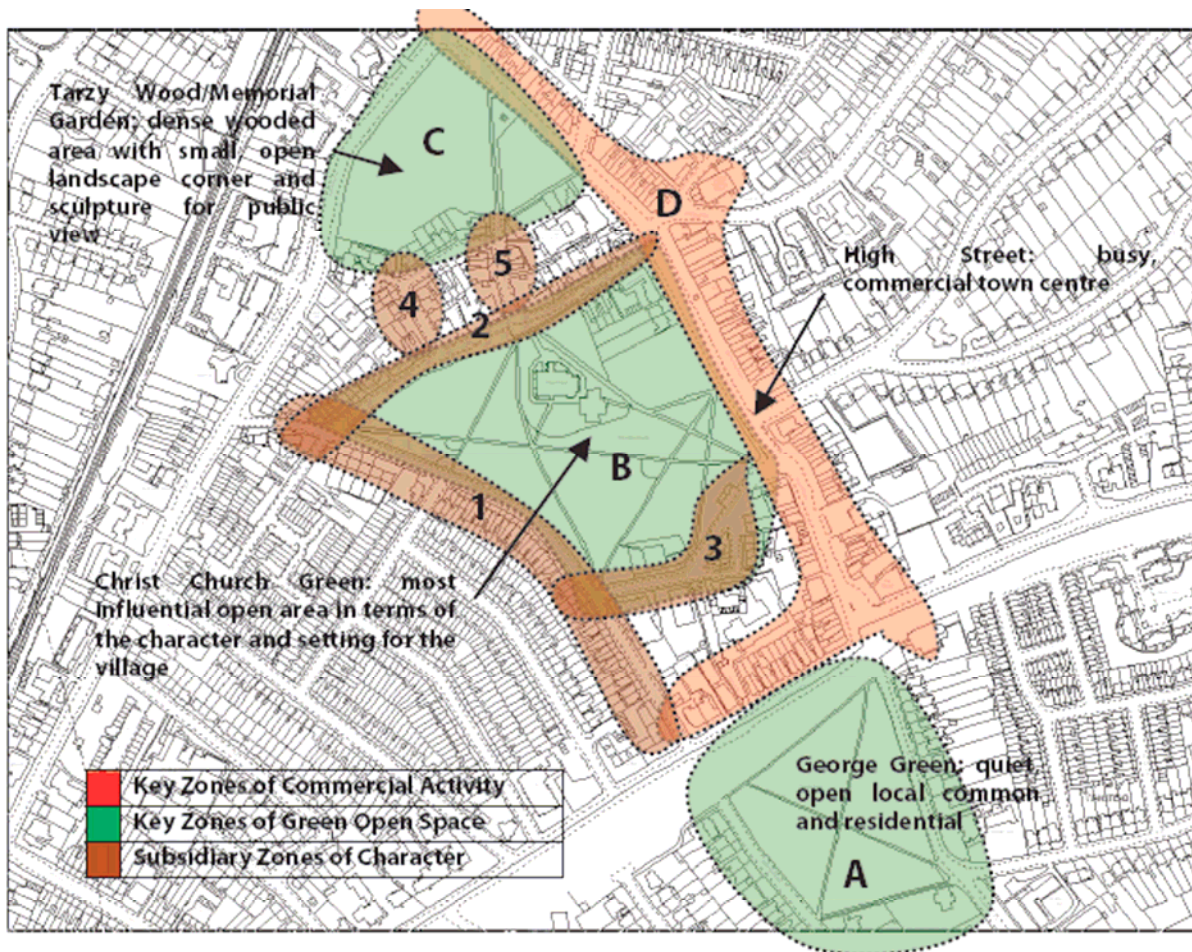 Tarzy Wood/Memorial
Garden: dense wooded
area with small open
landscape corner and
sculpture for public
view
C
D
5
4
2
High Street: busy,
commercial town centre
B
1
3
Christ Church Green: most
influential open area in terms of
the character and setting for the
village
George Green: quiet,
open local common
and residential
A
Key Zones of Commercial Activity
Key Zones of Green Open Space
Subsidiary Zones of Character